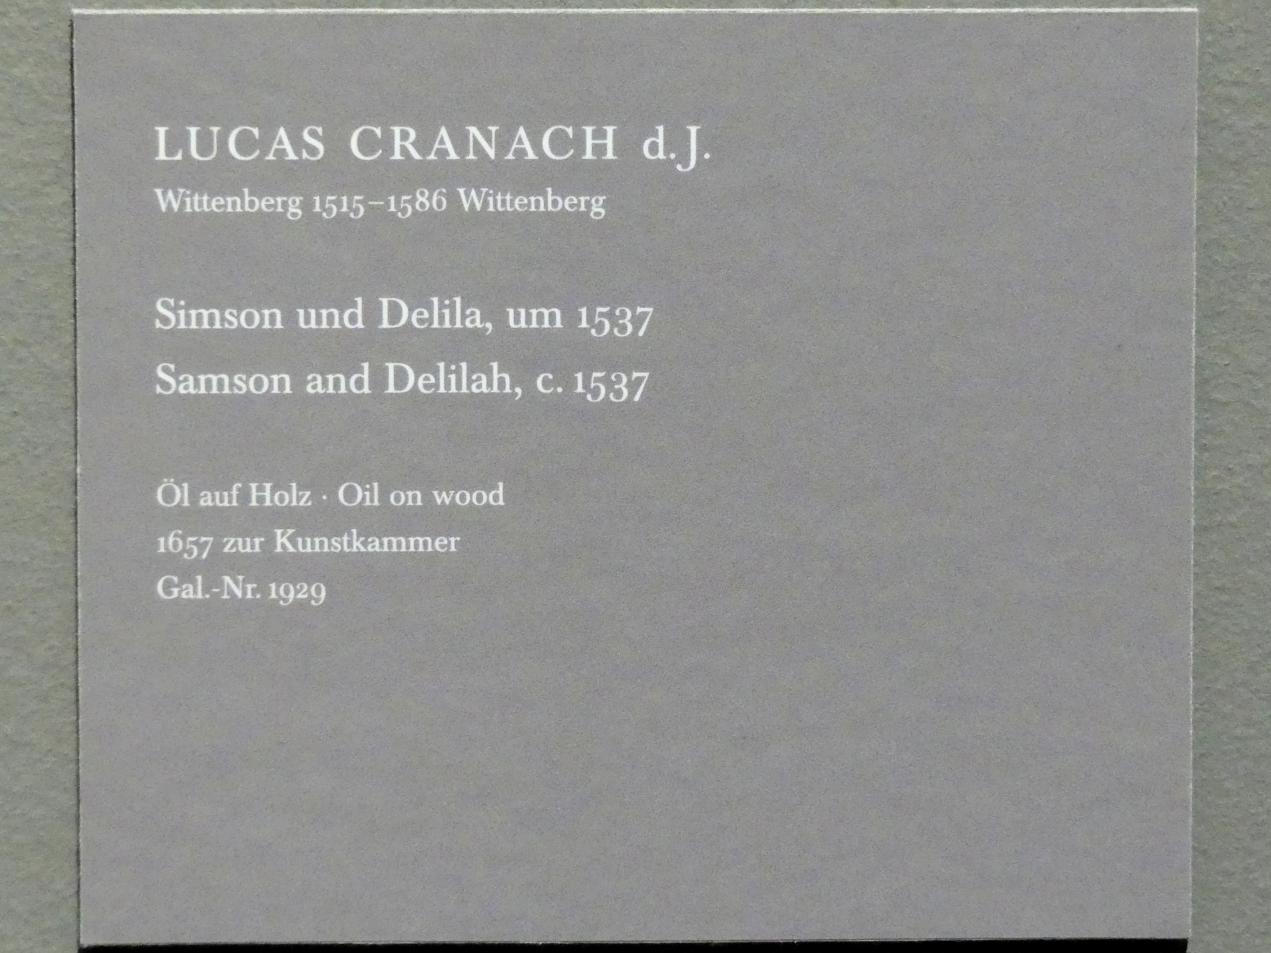 LUCAS CRANACH d.J.
Wittenberg 1515–1586 Wittenberg
Simson und Delila, um 1537
Samson and Delilah, c. 1537
Öl auf Holz · Oil on wood
1657 zur Kunstkammer
Gal.-Nr. 1929